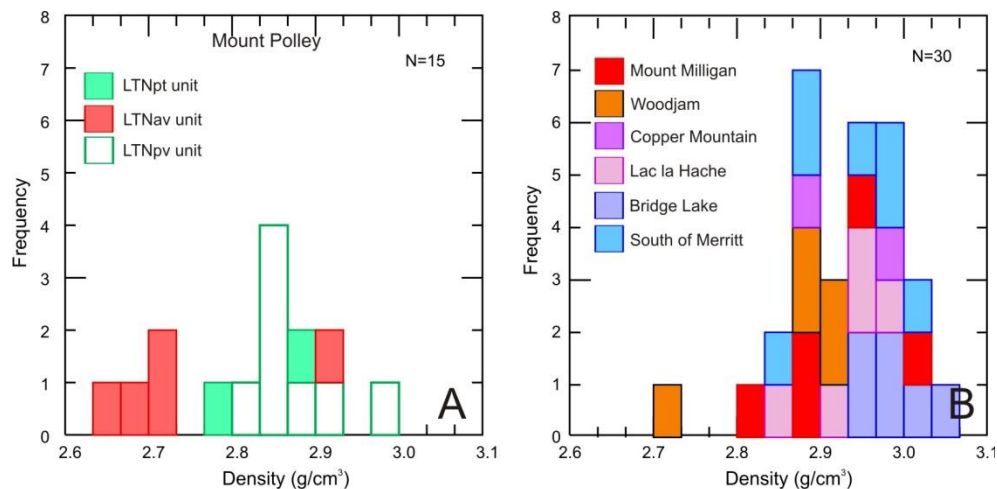 Mount Polley
N=15
LTNpt unit
LTNav unit
LTNpv unit
Frequency
8
7
6
5
4
3
2
1
0
2.6 2.7 2.8 2.9 3.0 3.1
Density (g/cm³)
A
N=30
Mount Milligan
Woodjam
Copper Mountain
Lac la Hache
Bridge Lake
South of Merritt
Frequency
8
7
6
5
4
3
2
1
0
2.6 2.7 2.8 2.9 3.0 3.1
Density (g/cm³)
B